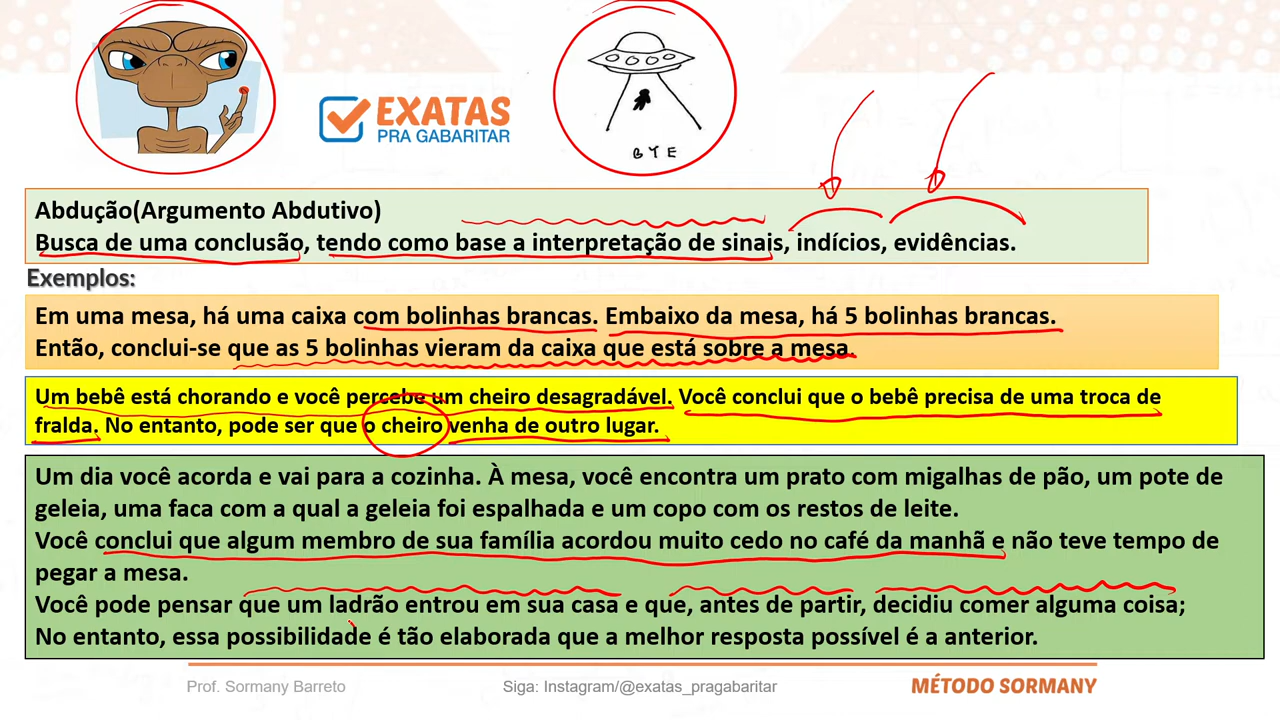 EXATAS
PRA GABARITAR
BYE
Abdução(Argumento Abdutivo)
Busca de uma conclusão, tendo como base a interpretação de sinais, indícios, evidências.
Exemplos:
Em uma mesa, há uma caixa com bolinhas brancas. Embaixo da mesa, há 5 bolinhas brancas.
Então, conclui-se que as 5 bolinhas vieram da caixa que está sobre a mesa.
Um bebê está chorando e você percebe um cheiro desagradável. Você conclui que o bebê precisa de uma troca de
fralda. No entanto, pode ser que o cheiro venha de outro lugar.
Um dia você acorda e vai para a cozinha. À mesa, você encontra um prato com migalhas de pão, um pote de
geleia, uma faca com a qual a geleia foi espalhada e um copo com os restos de leite.
Você conclui que algum membro de sua família acordou muito cedo no café da manhã e não teve tempo de
pegar a mesa.
Você pode pensar que um ladrão entrou em sua casa e que, antes de partir, decidiu comer alguma coisa;
No entanto, essa possibilidade é tão elaborada que a melhor resposta possível é a anterior.
Prof. Sormany Barreto
Siga: Instagram/@exatas_pragabaritar
MÉTODO SORMANY